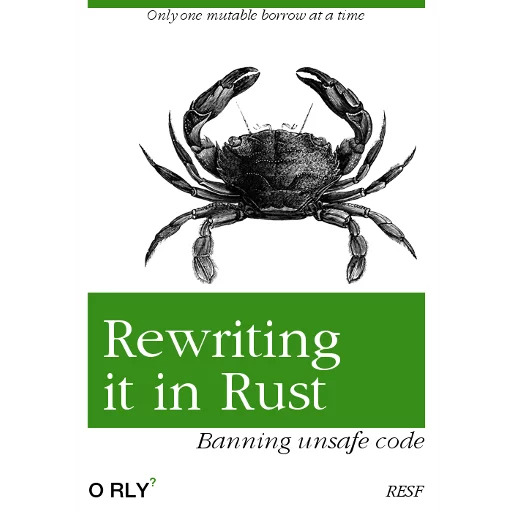 Only one mutable borrow at a time
Rewriting
it in Rust
Banning unsafe code
O RLY?
RESF